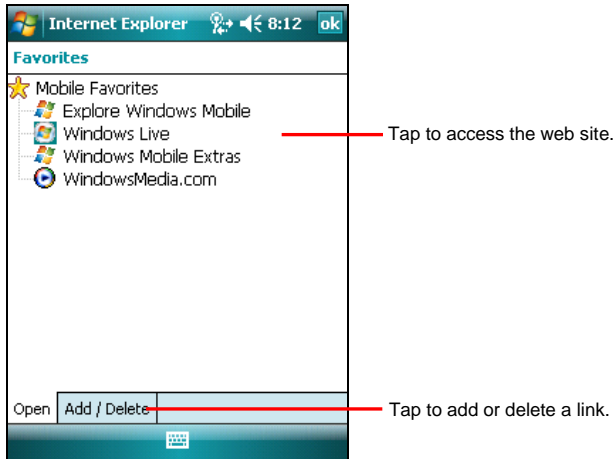 Internet Explorer 8:12 ok
Favorites
Mobile Favorites
Explore Windows Mobile
Windows Live
Tap to access the web site.
Windows Mobile Extras
WindowsMedia.com
Open Add / Delete
Tap to add or delete a link.